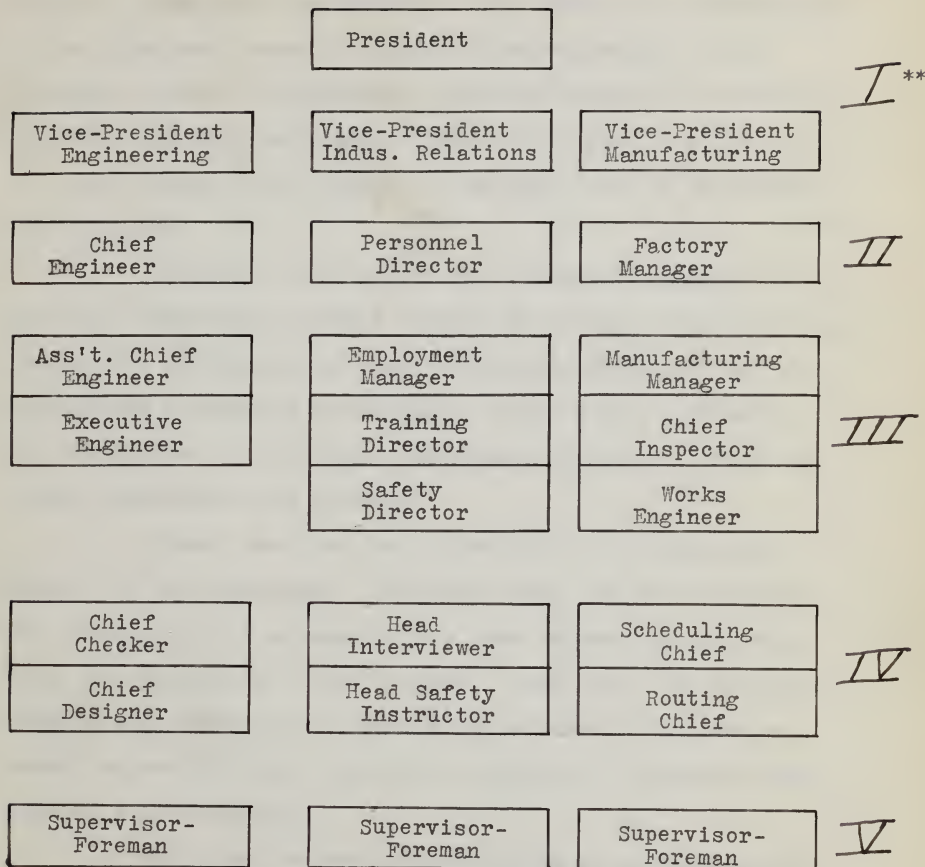 President
I**
Vice-President
Engineering
Vice-President
Indus. Relations
Vice-President
Manufacturing
Chief
Engineer
Personnel
Director
Factory
Manager
II
Ass't. Chief
Engineer
Executive
Engineer
Employment
Manager
Training
Director
Safety
Director
Manufacturing
Manager
Chief
Inspector
Works
Engineer
III
Chief
Checker
Chief
Designer
Head
Interviewer
Head Safety
Instructor
Scheduling
Chief
Routing
Chief
IV
Supervisor-
Foreman
Supervisor-
Foreman
Supervisor-
Foreman
V